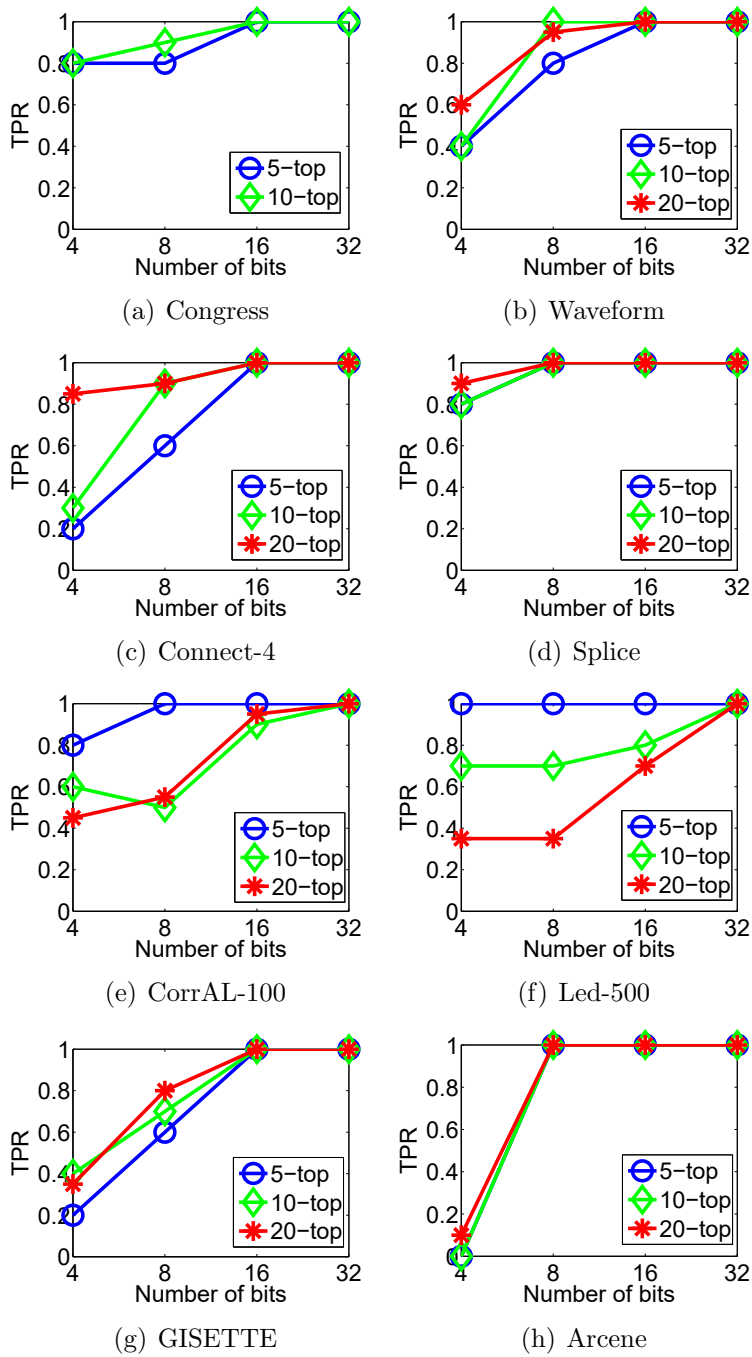 TPR
1
0.8
0.6
0.4
0.2
0
4 8 16 32
Number of bits
5−top
10−top
(a) Congress
TPR
1
0.8
0.6
0.4
0.2
0
4 8 16 32
Number of bits
5−top
10−top
20−top
(b) Waveform
TPR
1
0.8
0.6
0.4
0.2
0
4 8 16 32
Number of bits
5−top
10−top
20−top
(c) Connect-4
TPR
1
0.8
0.6
0.4
0.2
0
4 8 16 32
Number of bits
5−top
10−top
20−top
(d) Splice
TPR
1
0.8
0.6
0.4
0.2
0
4 8 16 32
Number of bits
5−top
10−top
20−top
(e) CorrAL-100
TPR
1
0.8
0.6
0.4
0.2
0
4 8 16 32
Number of bits
5−top
10−top
20−top
(f) Led-500
TPR
1
0.8
0.6
0.4
0.2
0
4 8 16 32
Number of bits
5−top
10−top
20−top
(g) GISETTE
TPR
1
0.8
0.6
0.4
0.2
0
4 8 16 32
Number of bits
5−top
10−top
20−top
(h) Arcene